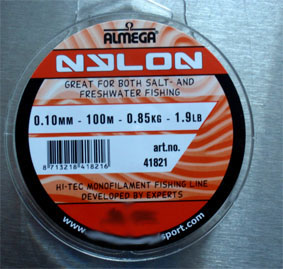 ALMEGA
NYLON
GREAT FOR BOTH SALT- AND
FRESHWATER FISHING
0.10MM - 100M - 0.85KG - 1.9LB
art.no.
41821
8 713216 418216
HI-TEC MONOFILAMENT FISHING LINE
DEVELOPED BY EXPERTS
www. sport.com